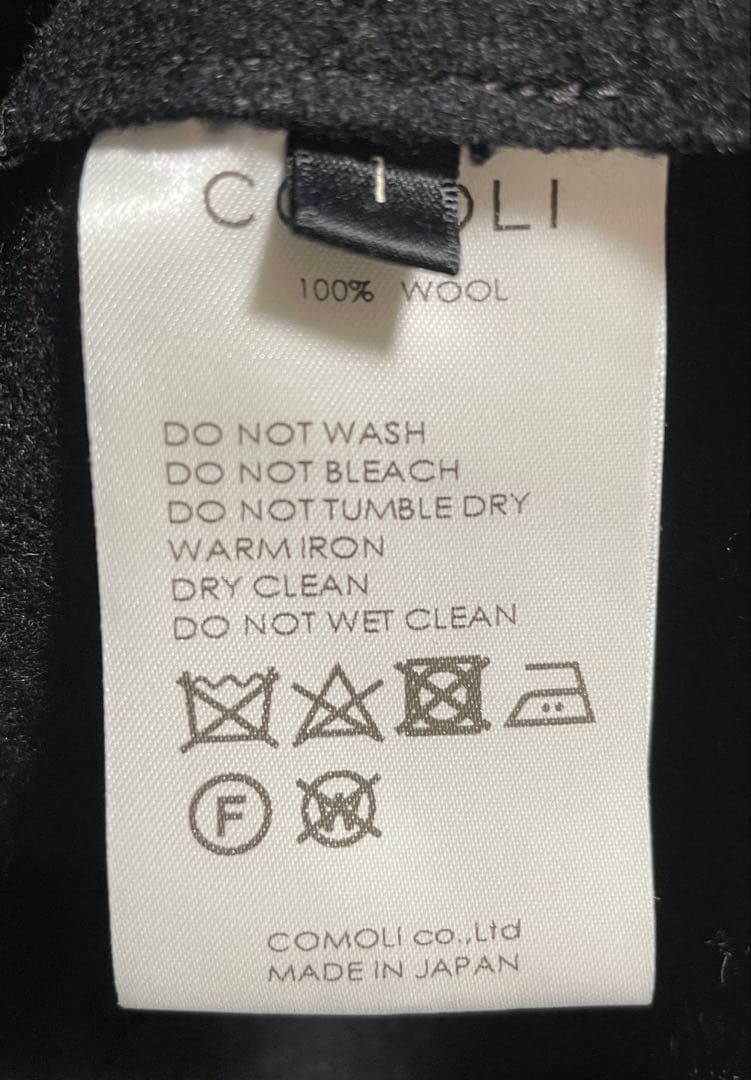 1
COMOLI
100% WOOL
DO NOT WASH
DO NOT BLEACH
DO NOT TUMBLE DRY
WARM IRON
DRY CLEAN
DO NOT WET CLEAN
F W
COMOLI co.,Ltd
MADE IN JAPAN